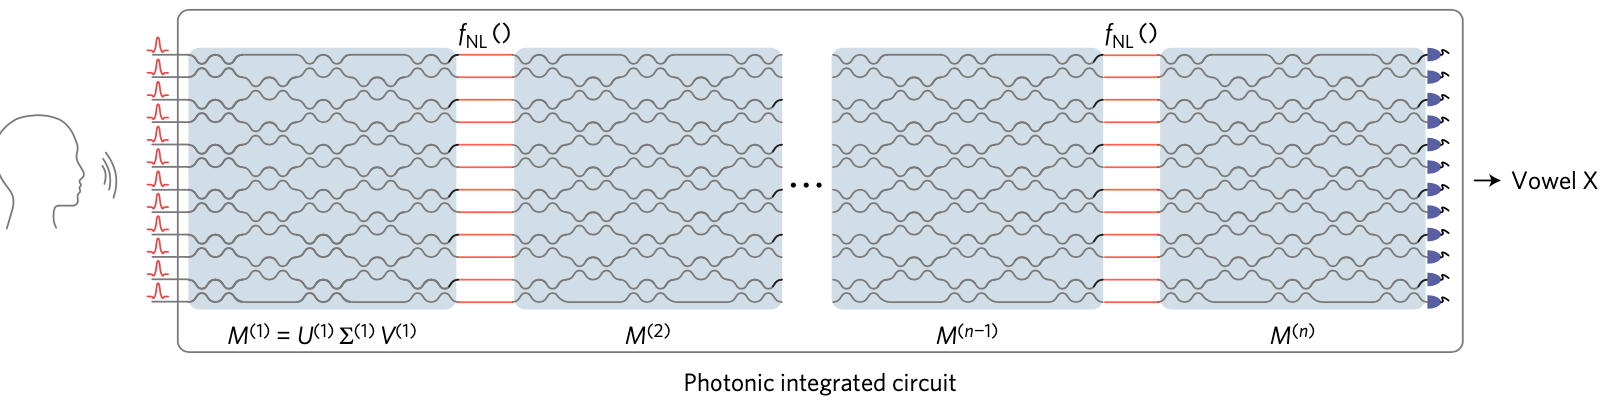 f_NL () f_NL ()
... → Vowel X
M^(1) = U^(1) Σ^(1) V^(1) M^(2) M^(n−1) M^(n)
Photonic integrated circuit